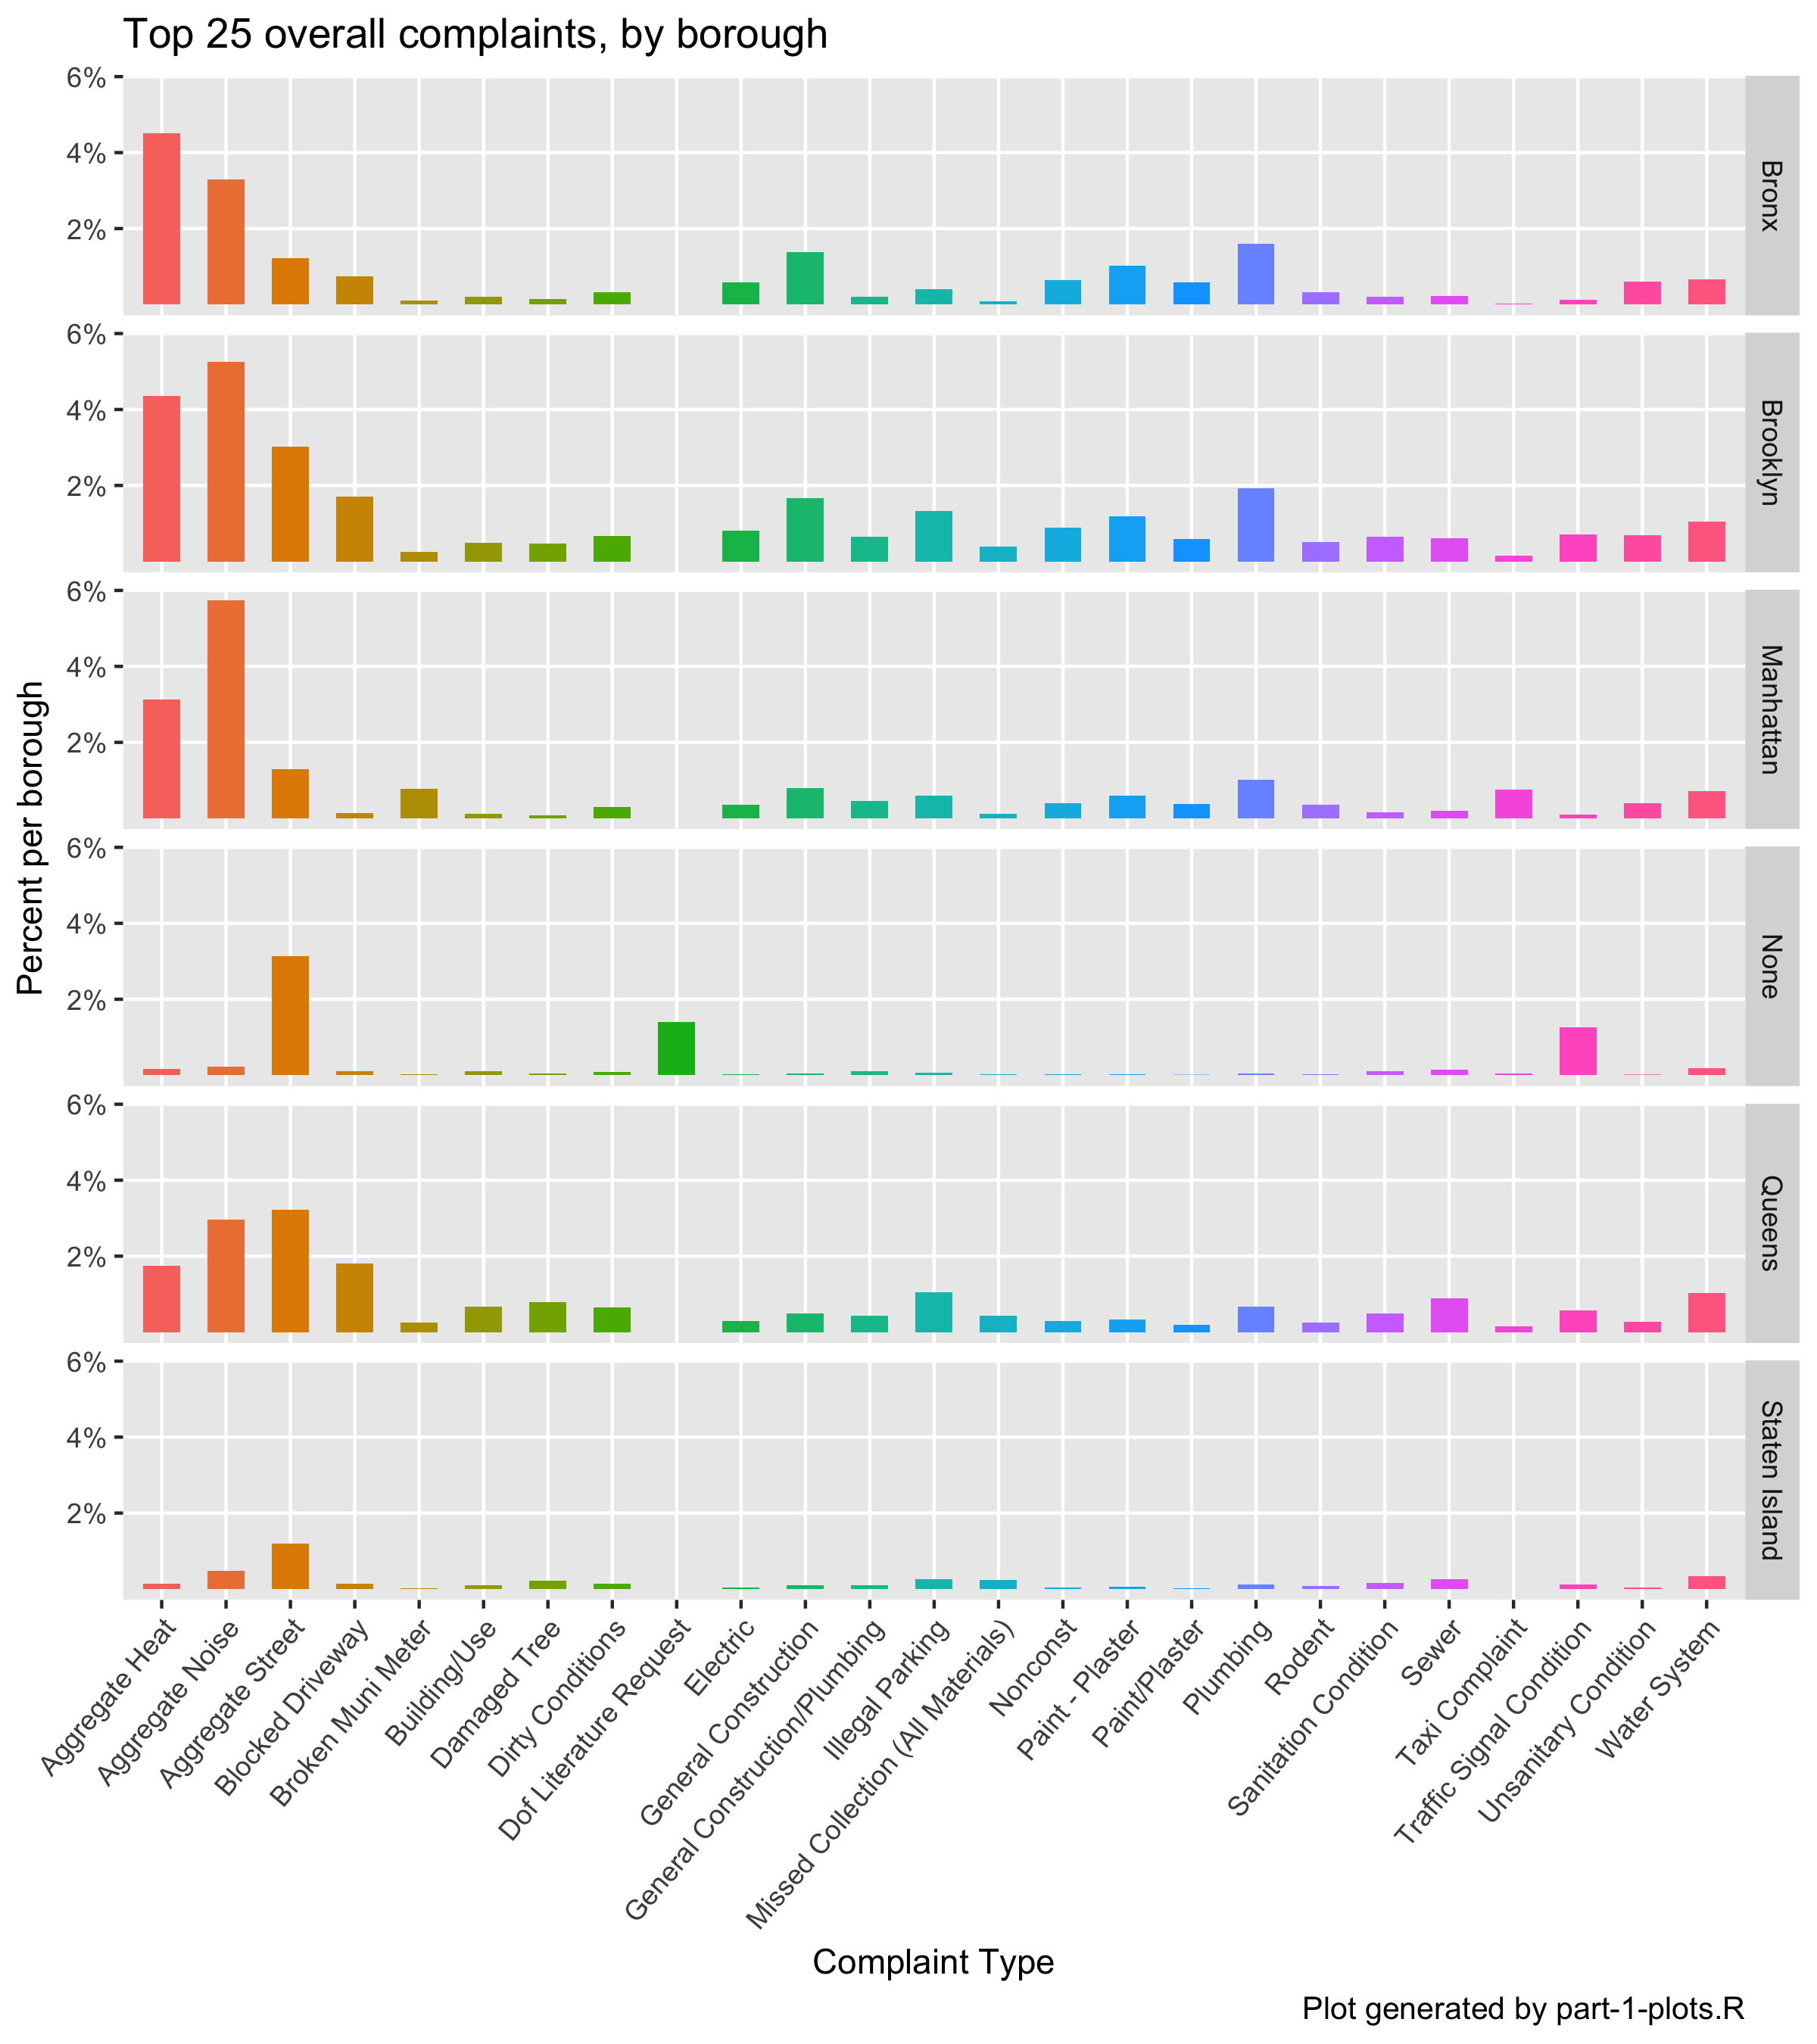 Top 25 overall complaints, by borough
Percent per borough
6%
4%
2%
Bronx
6%
4%
2%
Brooklyn
6%
4%
2%
Manhattan
6%
4%
2%
None
6%
4%
2%
Queens
6%
4%
2%
Staten Island
Aggregate Heat
Aggregate Noise
Aggregate Street
Blocked Driveway
Broken Muni Meter
Building/Use
Damaged Tree
Dirty Conditions
Dof Literature Request
Electric
General Construction
General Construction/Plumbing
Illegal Parking
Missed Collection (All Materials)
Nonconst
Paint - Plaster
Paint/Plaster
Plumbing
Rodent
Sanitation Condition
Sewer
Taxi Complaint
Traffic Signal Condition
Unsanitary Condition
Water System
Complaint Type
Plot generated by part-1-plots.R